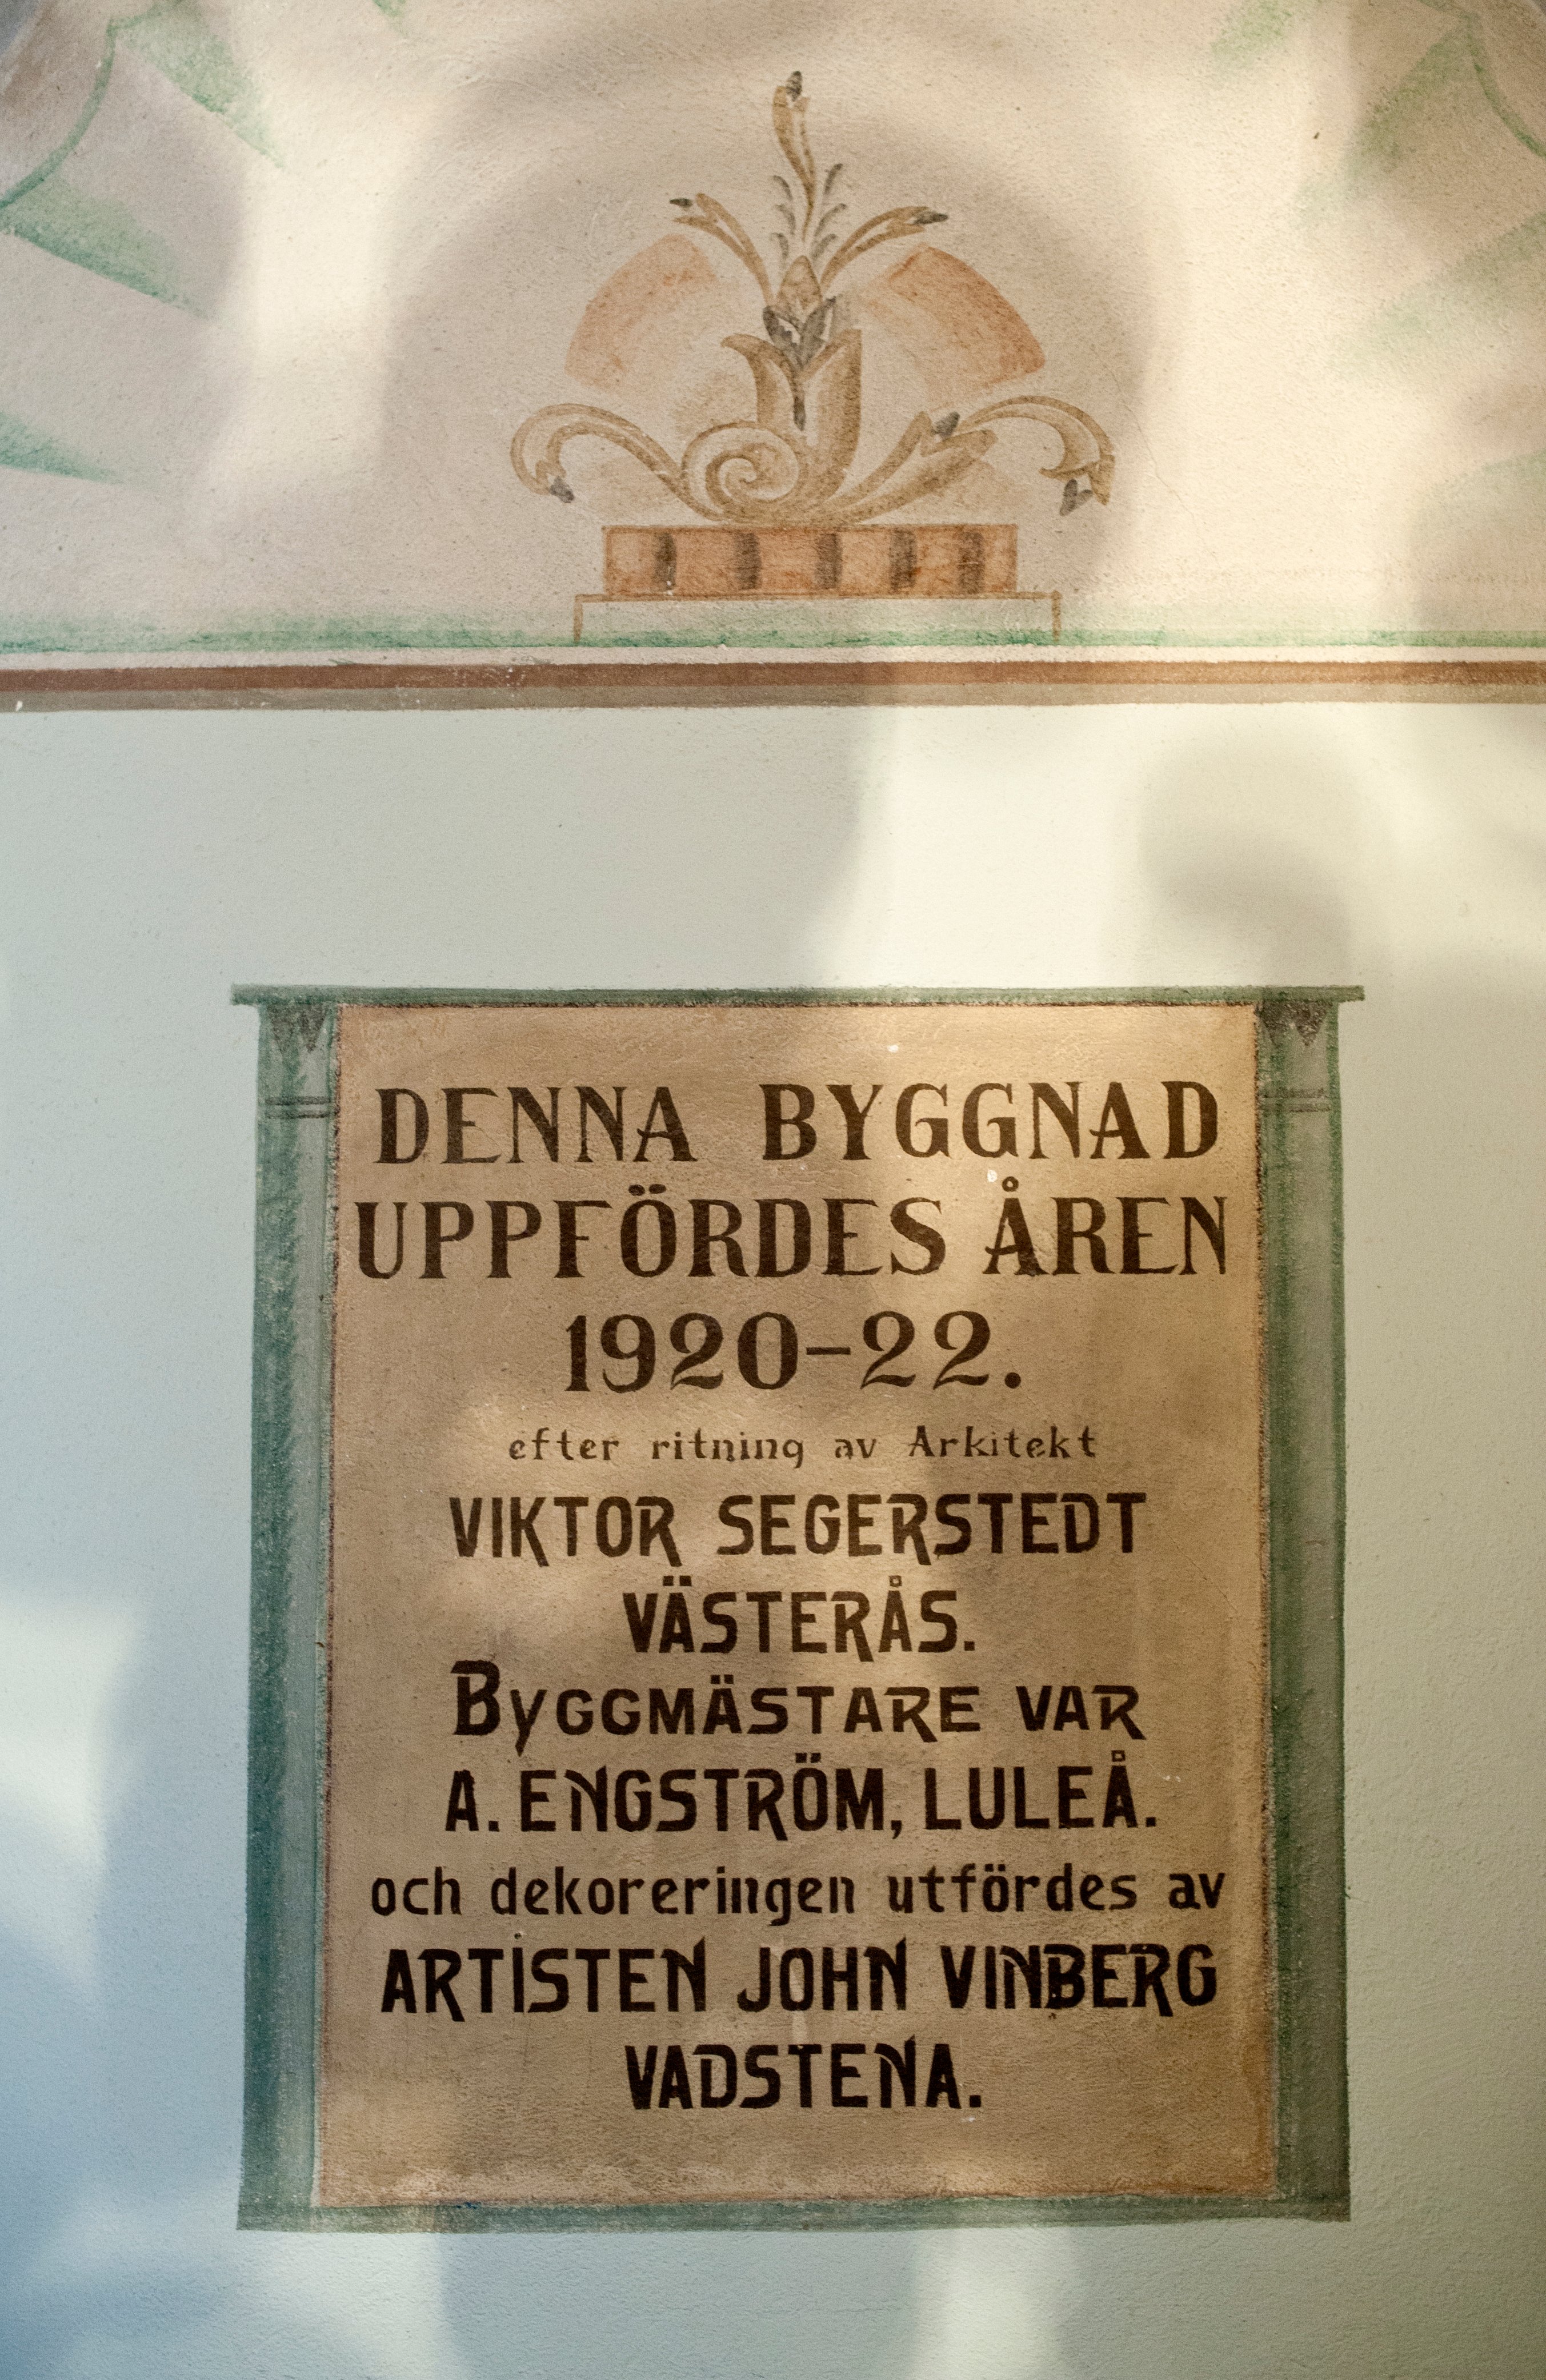 DENNA BYGGNAD
UPPFÖRDES ÅREN
1920-22.
efter ritning av Arkitekt
VIKTOR SEGERSTEDT
VÄSTERÅS.
BYGGMÄSTARE VAR
A. ENGSTRÖM, LULEÅ.
och dekoreringen utfördes av
ARTISTEN JOHN VINBERG
VADSTENA.